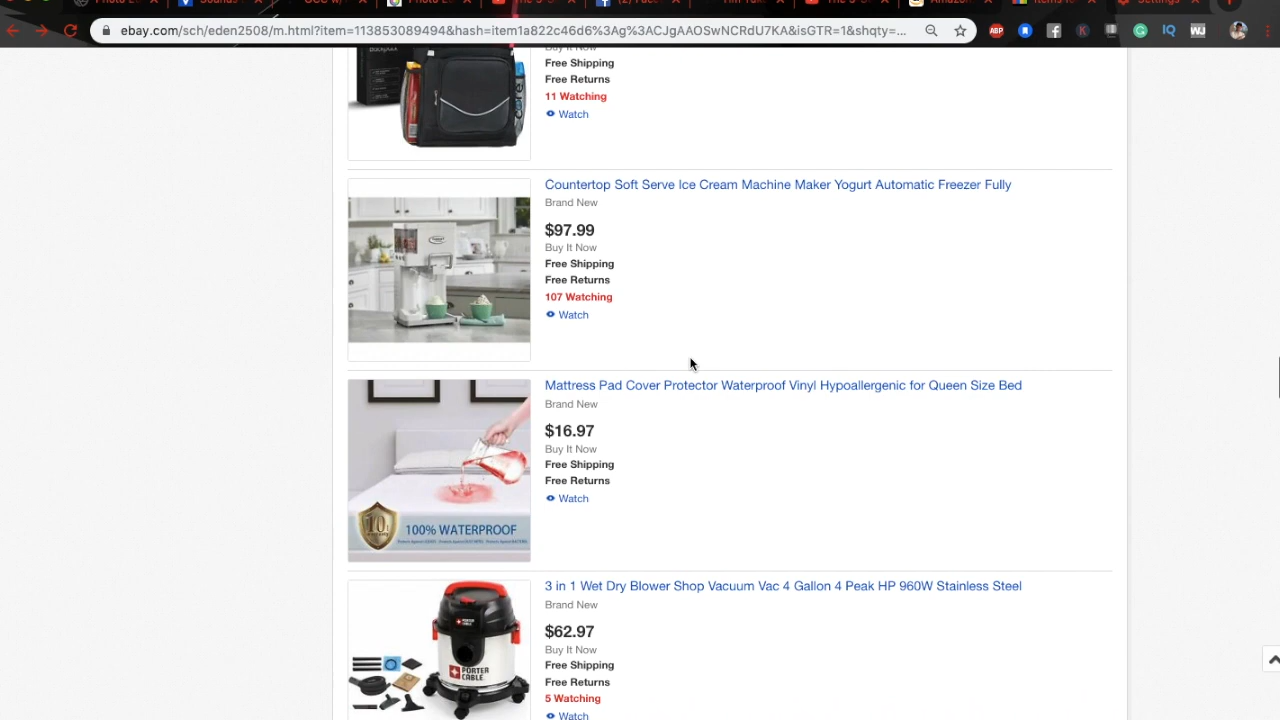 ebay.com/sch/eden2508/m.html?item=113853089494&hash=item1a822c46d6%3Ag%3ACJgAAOSwNCRdU7KA&isGTR=1&shqty=...
ABP
IQ
WJ
Buy It Now
Free Shipping
Free Returns
11 Watching
Watch
Countertop Soft Serve Ice Cream Machine Maker Yogurt Automatic Freezer Fully
Brand New
$97.99
Buy It Now
Free Shipping
Free Returns
107 Watching
Watch
Mattress Pad Cover Protector Waterproof Vinyl Hypoallergenic for Queen Size Bed
Brand New
$16.97
Buy It Now
Free Shipping
Free Returns
Watch
10
100% WATERPROOF
3 in 1 Wet Dry Blower Shop Vacuum Vac 4 Gallon 4 Peak HP 960W Stainless Steel
Brand New
$62.97
Buy It Now
Free Shipping
Free Returns
5 Watching
Watch
PORTER
CABLE